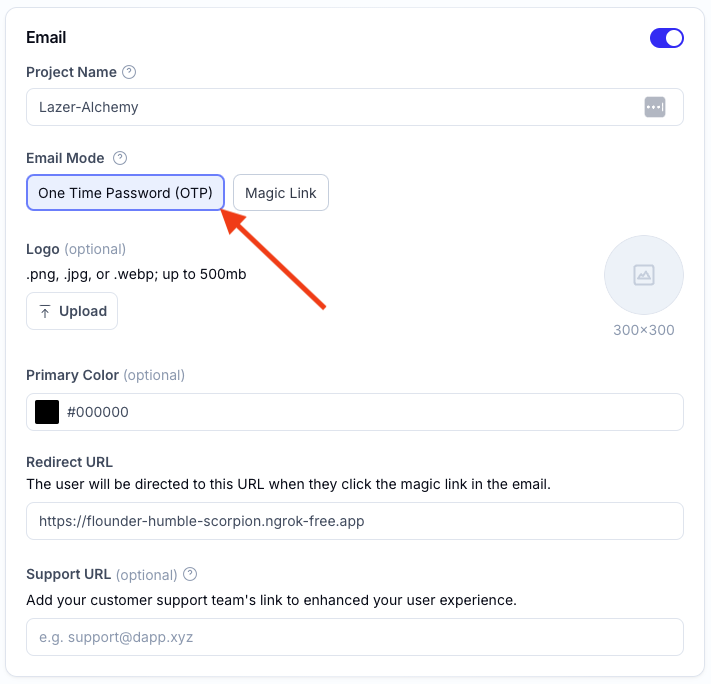 Email
Project Name
Lazer-Alchemy
Email Mode
One Time Password (OTP)
Magic Link
Logo (optional)
.png, .jpg, or .webp; up to 500mb
Upload
300×300
Primary Color (optional)
#000000
Redirect URL
The user will be directed to this URL when they click the magic link in the email.
https://flounder-humble-scorpion.ngrok-free.app
Support URL (optional)
Add your customer support team's link to enhanced your user experience.
e.g. support@dapp.xyz